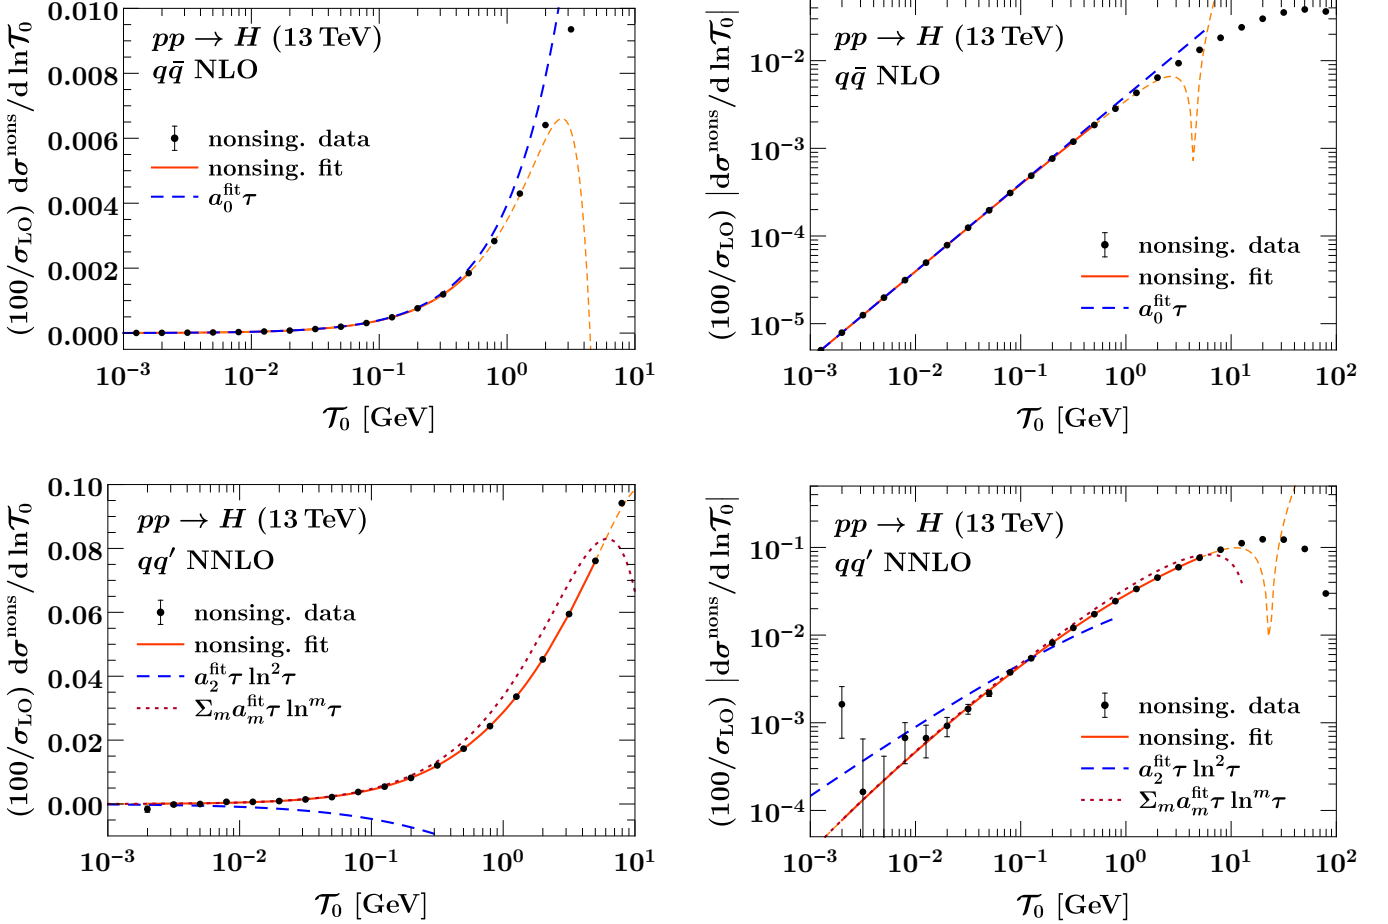 (100/σ_LO) dσ^nons/d ln𝒯₀
0.010
0.008
0.006
0.004
0.002
0.000
pp → H (13 TeV)
qq̄ NLO
nonsing. data
nonsing. fit
a₀^fit τ
10⁻³ 10⁻² 10⁻¹ 10⁰ 10¹
𝒯₀ [GeV]
(100/σ_LO) |dσ^nons/d ln𝒯₀|
10⁻²
10⁻³
10⁻⁴
10⁻⁵
pp → H (13 TeV)
qq̄ NLO
nonsing. data
nonsing. fit
a₀^fit τ
10⁻³ 10⁻² 10⁻¹ 10⁰ 10¹ 10²
𝒯₀ [GeV]
(100/σ_LO) dσ^nons/d ln𝒯₀
0.10
0.08
0.06
0.04
0.02
0.00
pp → H (13 TeV)
qq′ NNLO
nonsing. data
nonsing. fit
a₂^fit τ ln² τ
Σ_m a_m^fit τ ln^m τ
10⁻³ 10⁻² 10⁻¹ 10⁰ 10¹
𝒯₀ [GeV]
(100/σ_LO) |dσ^nons/d ln𝒯₀|
10⁻¹
10⁻²
10⁻³
10⁻⁴
pp → H (13 TeV)
qq′ NNLO
nonsing. data
nonsing. fit
a₂^fit τ ln² τ
Σ_m a_m^fit τ ln^m τ
10⁻³ 10⁻² 10⁻¹ 10⁰ 10¹ 10²
𝒯₀ [GeV]